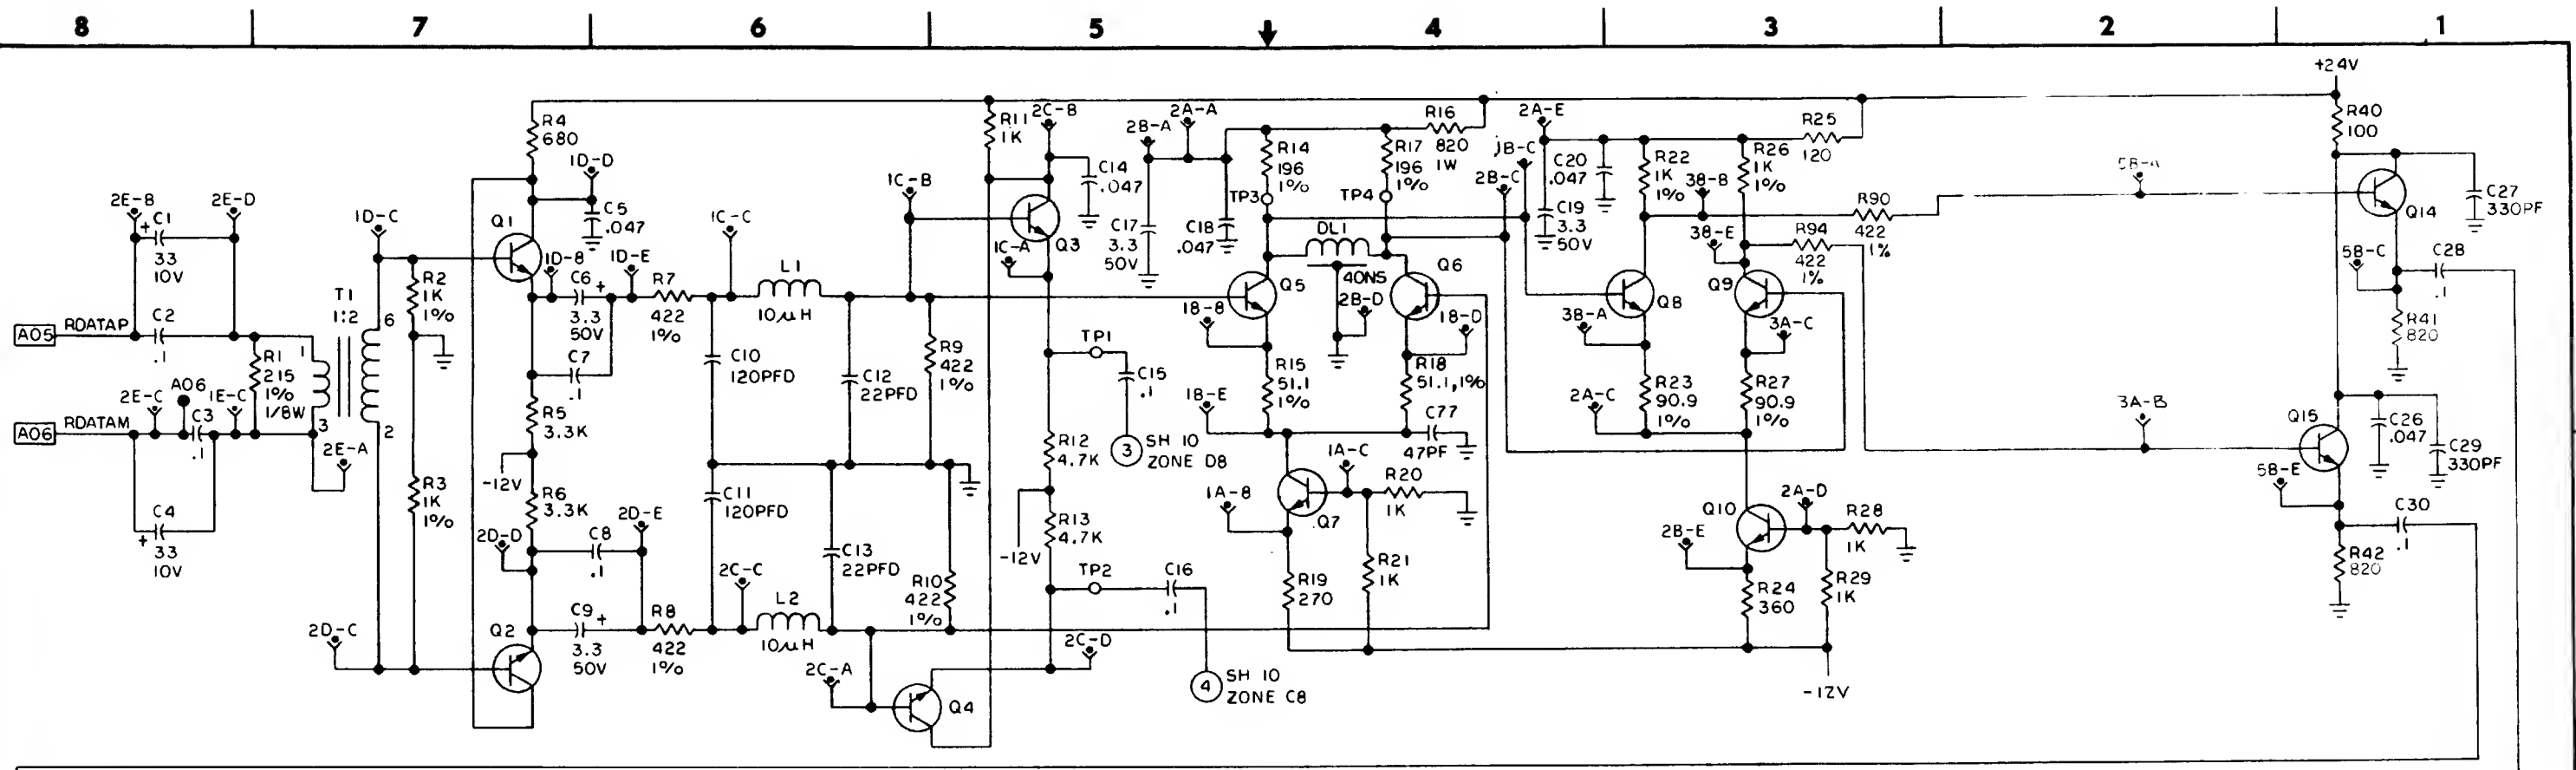 8 7 6 5 4 3 2 1
+24V
R4
680
R11
1K
2C-B
2B-A
2A-A
R16
820
1W
2A-E
R25
120
R40
100
1D-D
C5
.047
1C-B
C14
.047
Q3
1C-A
C17
3.3
50V
C18
.047
R14
196
1%
TP3
R17
196
1%
TP4
2B-C
1B-C
C20
.047
C19
3.3
50V
R22
1K
1%
3B-B
R26
1K
1%
3B-E
R90
422
1%
R94
422
1%
5B-A
Q14
C27
330PF
2E-B
C1
+
33
10V
2E-D
1D-C
Q1
1D-8
C6
+
3.3
50V
1D-E
R7
422
1%
1C-C
L1
10μH
DL1
40NS
2B-D
Q5
Q6
18-8
18-D
Q8
Q9
3B-A
3A-C
5B-C
C28
.1
R41
820
A05
RDATAP
C2
.1
T1
1:2
6
1
3
2
R2
1K
1%
R1
215
1%
1/8W
C7
.1
R5
3.3K
C10
120PFD
C12
22PFD
R9
422
1%
TP1
C15
.1
R15
51.1
1%
R18
51.1,1%
18-E
C77
47PF
R23
90.9
1%
R27
90.9
1%
2A-C
3A-B
Q15
C26
.047
C29
330PF
5B-E
A06
RDATAM
2E-C
A06
C3
.1
1E-C
2E-A
C4
+
33
10V
R3
1K
1%
-12V
R6
3.3K
2D-D
C8
.1
2D-E
C11
120PFD
C13
22PFD
R12
4.7K
3
SH 10
ZONE D8
R13
4.7K
-12V
1A-8
1A-C
R20
1K
Q7
R21
1K
R19
270
Q10
2A-D
R28
1K
2B-E
R24
360
R29
1K
C30
.1
R42
820
2D-C
Q2
C9
+
3.3
50V
R8
422
1%
2C-C
L2
10μH
R10
422
1%
TP2
C16
.1
2C-D
2C-A
Q4
4
SH 10
ZONE C8
-12V